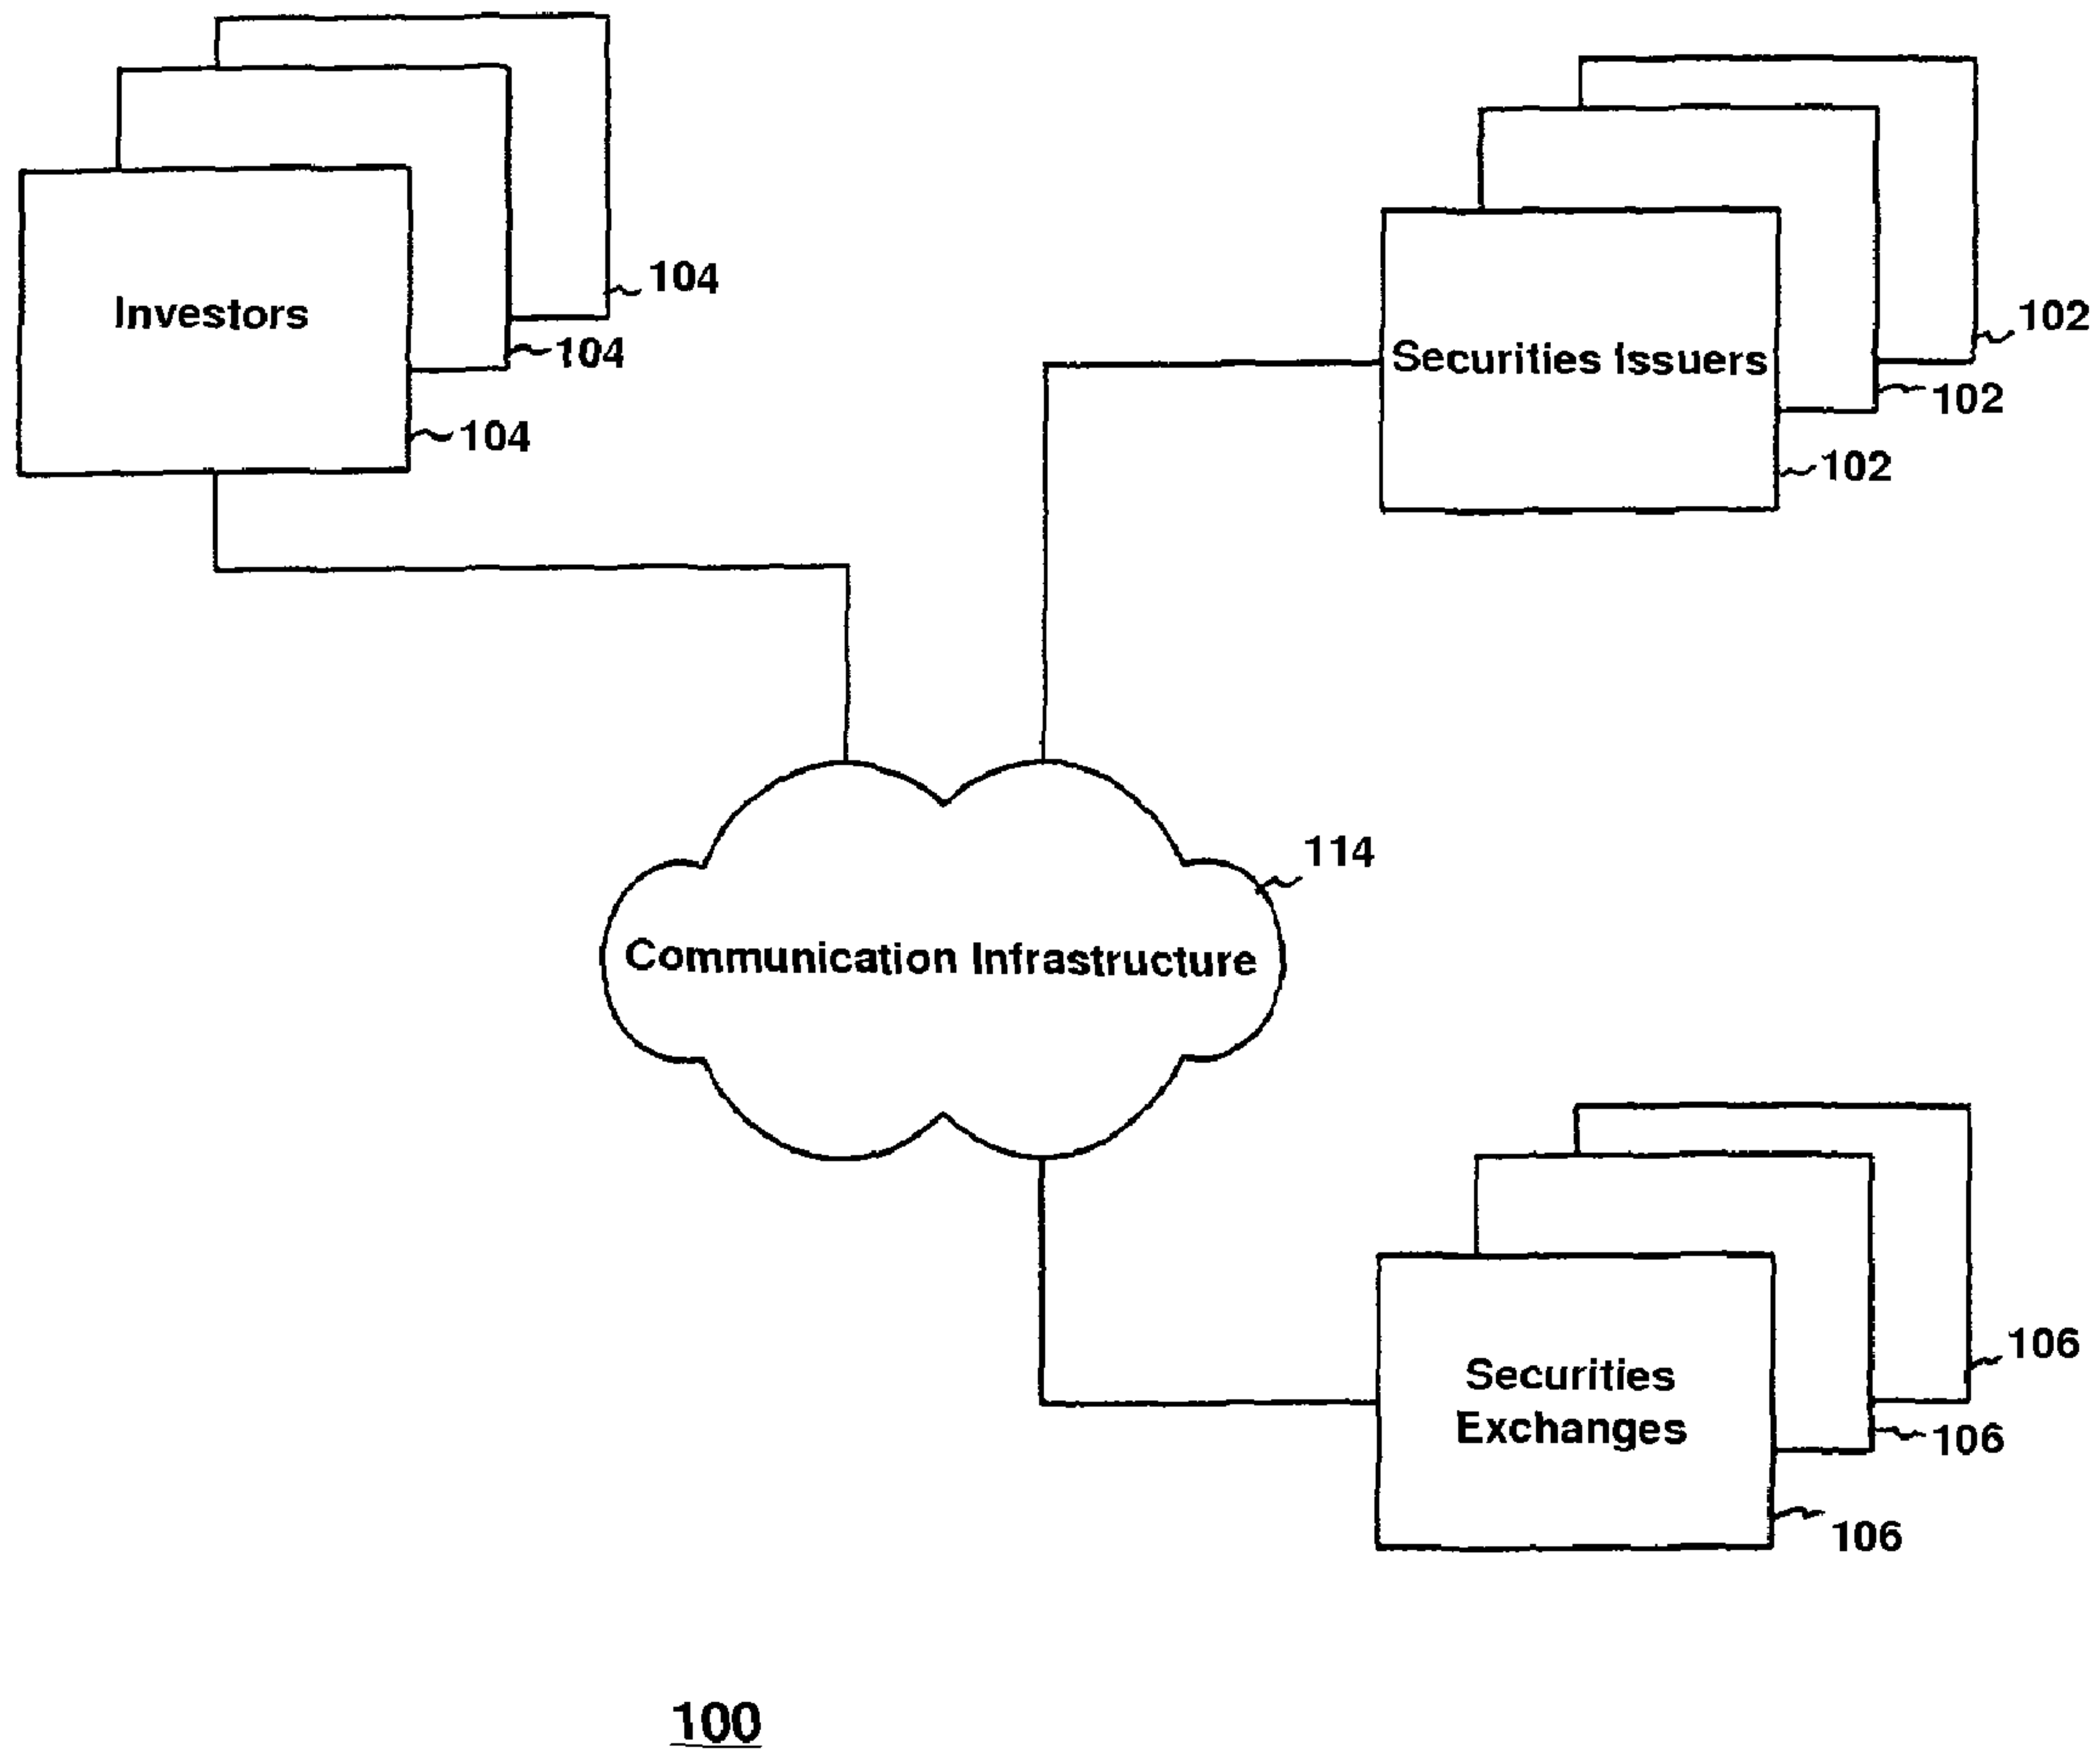 104
Investors
104
104
102
Securities Issuers
102
102
114
Communication Infrastructure
106
Securities
Exchanges
106
106
100